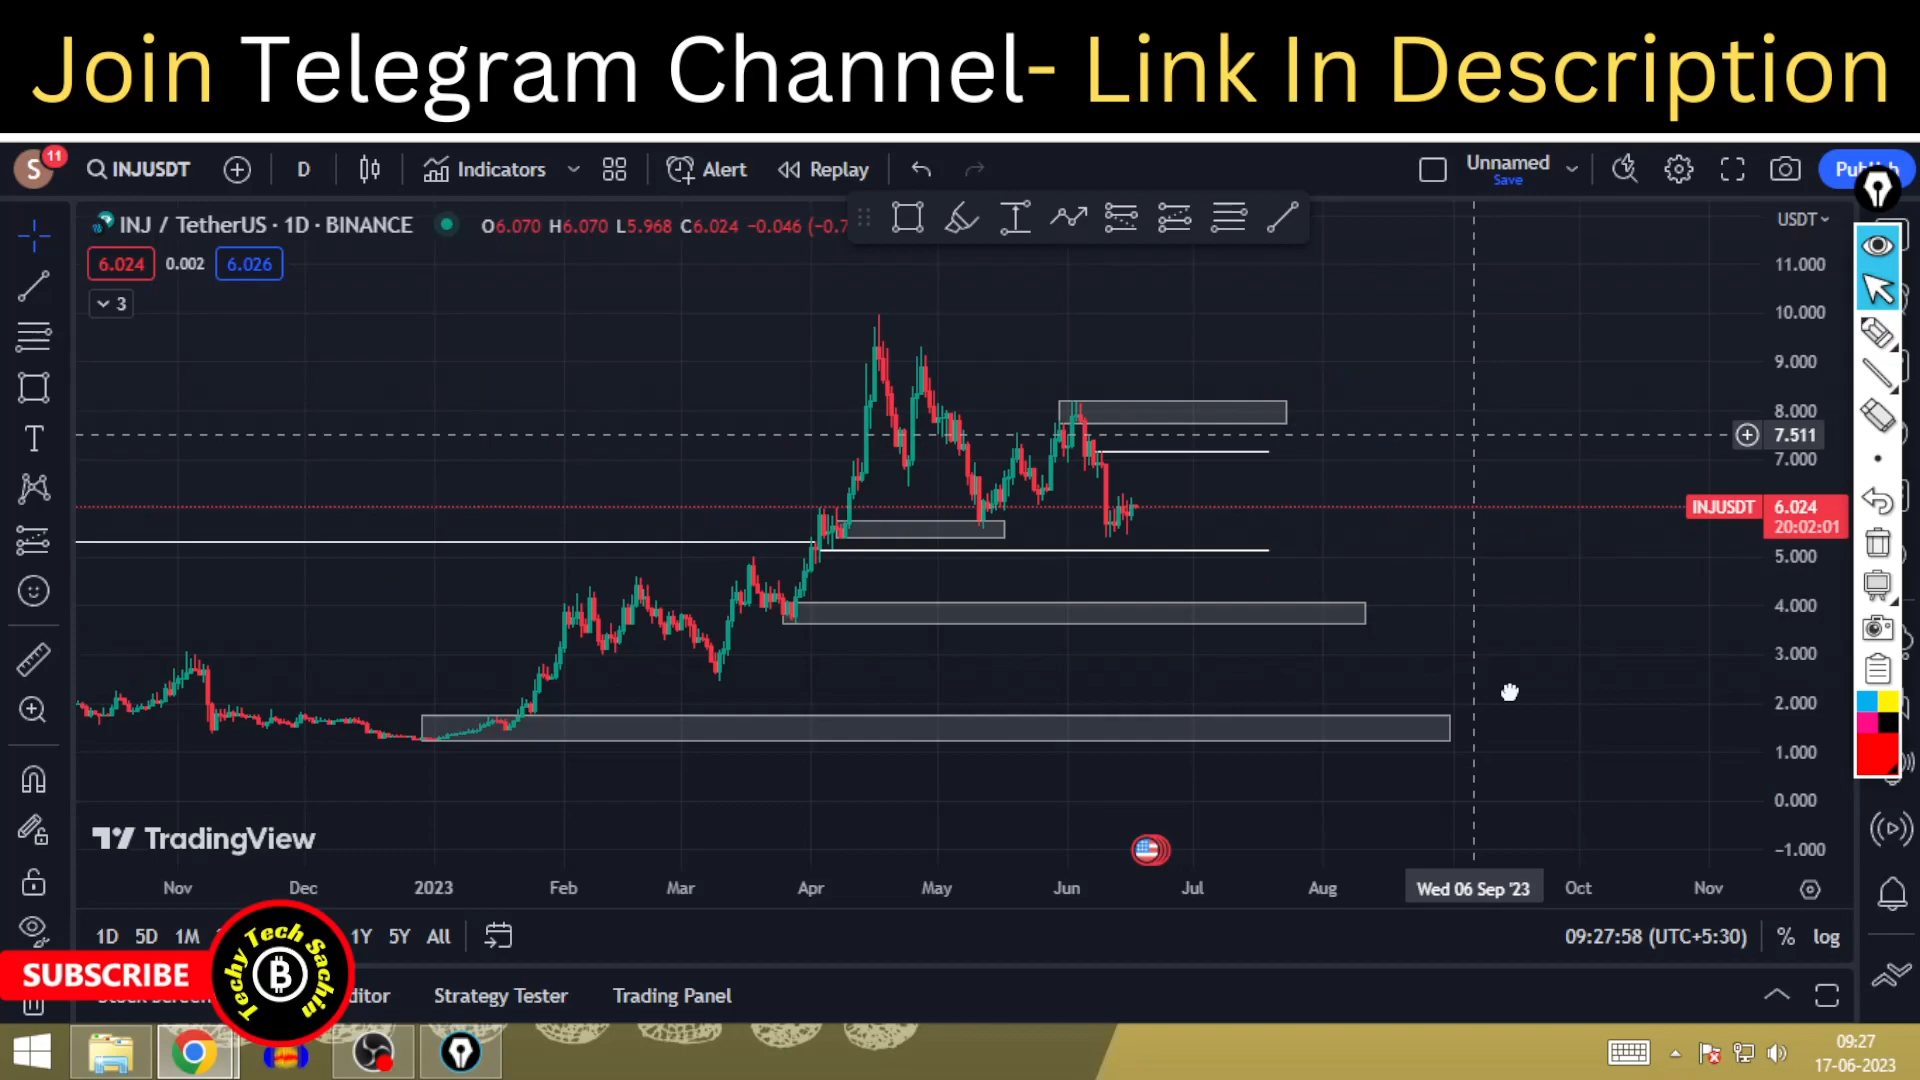 Join Telegram Channel- Link In Description
S 11 INJUSDT D Indicators Alert Replay Unnamed Save
INJ / TetherUS · 1D · BINANCE O6.070 H6.070 L5.968 C6.024 −0.046 (−0.7 USDT
6.024 0.002 6.026
3
11.000
10.000
9.000
8.000
7.511
7.000
INJUSDT 6.024
20:02:01
5.000
4.000
3.000
2.000
1.000
0.000
−1.000
TradingView
Nov Dec 2023 Feb Mar Apr May Jun Jul Aug Wed 06 Sep '23 Oct Nov
1D 5D 1M 1Y 5Y All 09:27:58 (UTC+5:30) % log
SUBSCRIBE
Techy Tech Sachin
Strategy Tester Trading Panel
09:27
17-06-2023